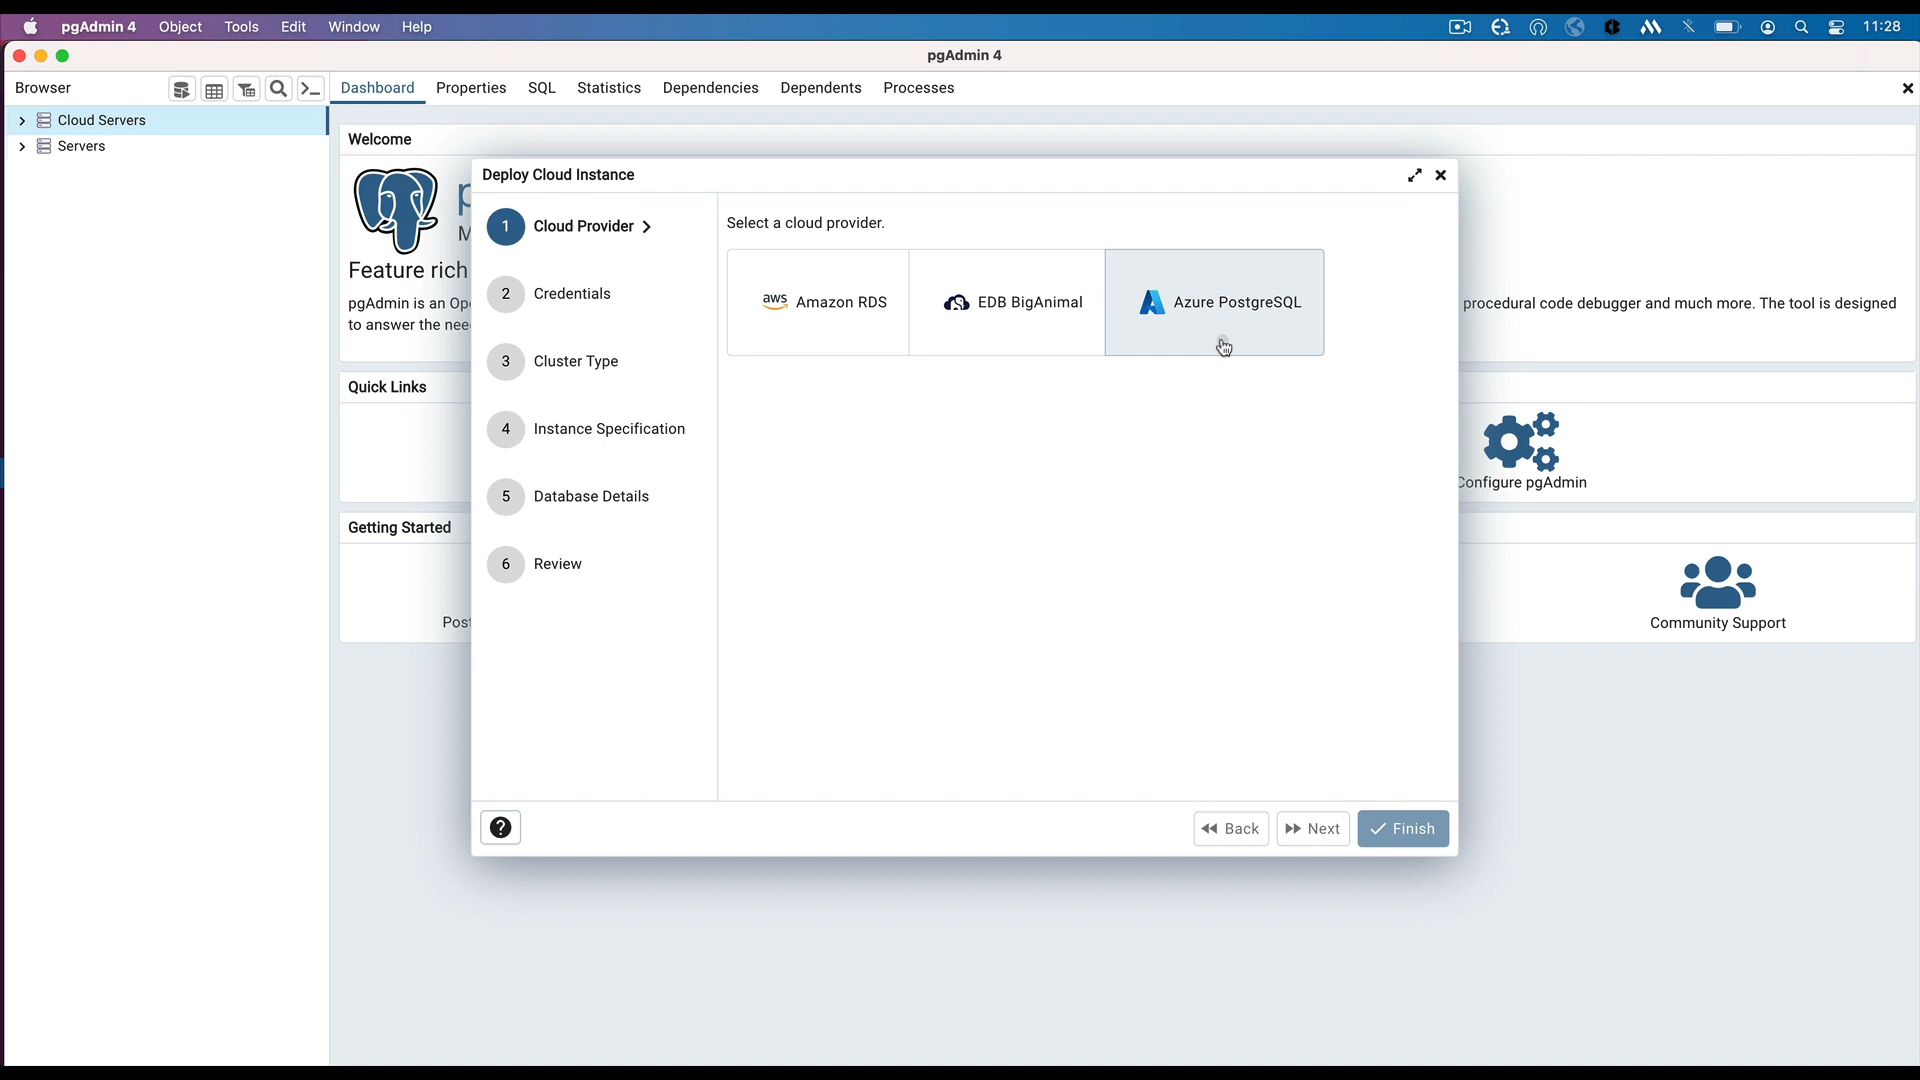 pgAdmin 4 Object Tools Edit Window Help 11:28
pgAdmin 4
Browser Dashboard Properties SQL Statistics Dependencies Dependents Processes
Cloud Servers
Servers
Welcome
Feature rich
pgAdmin is an
to answer the
procedural code debugger and much more. The tool is designed
Quick Links
Configure pgAdmin
Getting Started
Community Support
Deploy Cloud Instance
1 Cloud Provider
2 Credentials
3 Cluster Type
4 Instance Specification
5 Database Details
6 Review
Select a cloud provider.
aws Amazon RDS EDB BigAnimal Azure PostgreSQL
? Back Next Finish